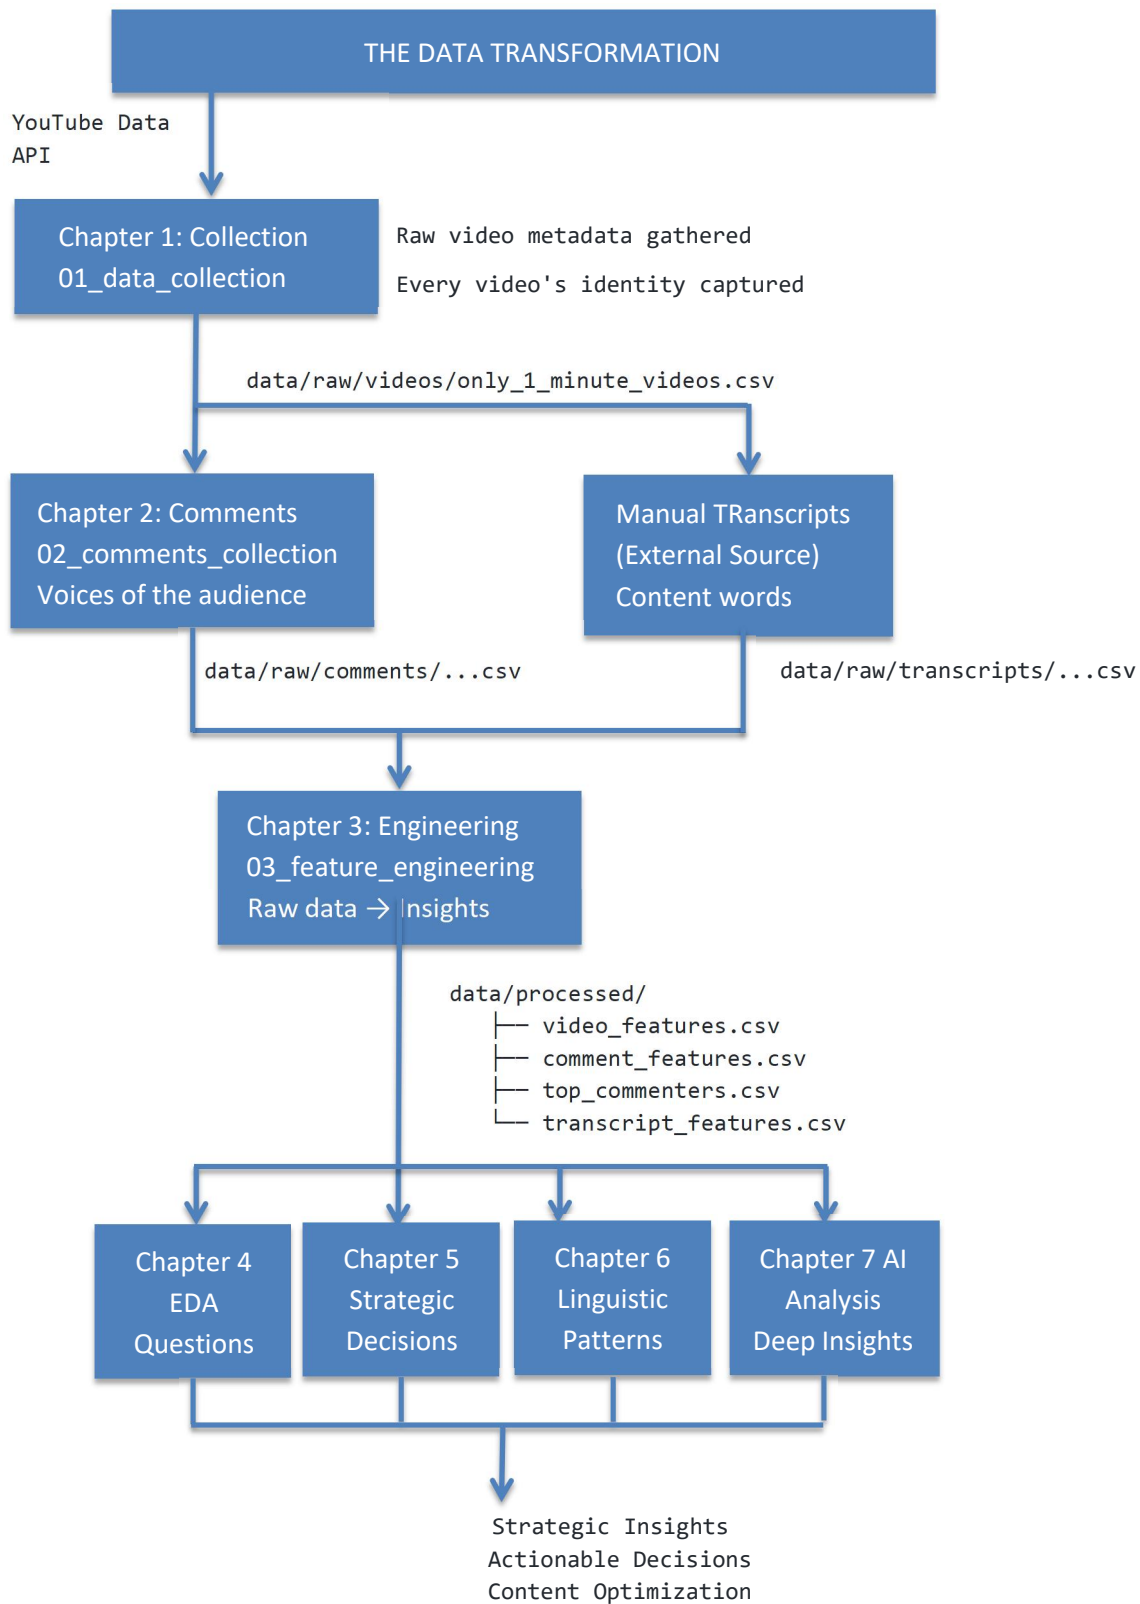 THE DATA TRANSFORMATION
YouTube Data
API
Chapter 1: Collection
01_data_collection
Raw video metadata gathered
Every video's identity captured
data/raw/videos/only_1_minute_videos.csv
Chapter 2: Comments
02_comments_collection
Voices of the audience
Manual TRanscripts
(External Source)
Content words
data/raw/comments/...csv
data/raw/transcripts/...csv
Chapter 3: Engineering
03_feature_engineering
Raw data → Insights
data/processed/
├── video_features.csv
├── comment_features.csv
├── top_commenters.csv
└── transcript_features.csv
Chapter 4
EDA
Questions
Chapter 5
Strategic
Decisions
Chapter 6
Linguistic
Patterns
Chapter 7 AI
Analysis
Deep Insights
Strategic Insights
Actionable Decisions
Content Optimization